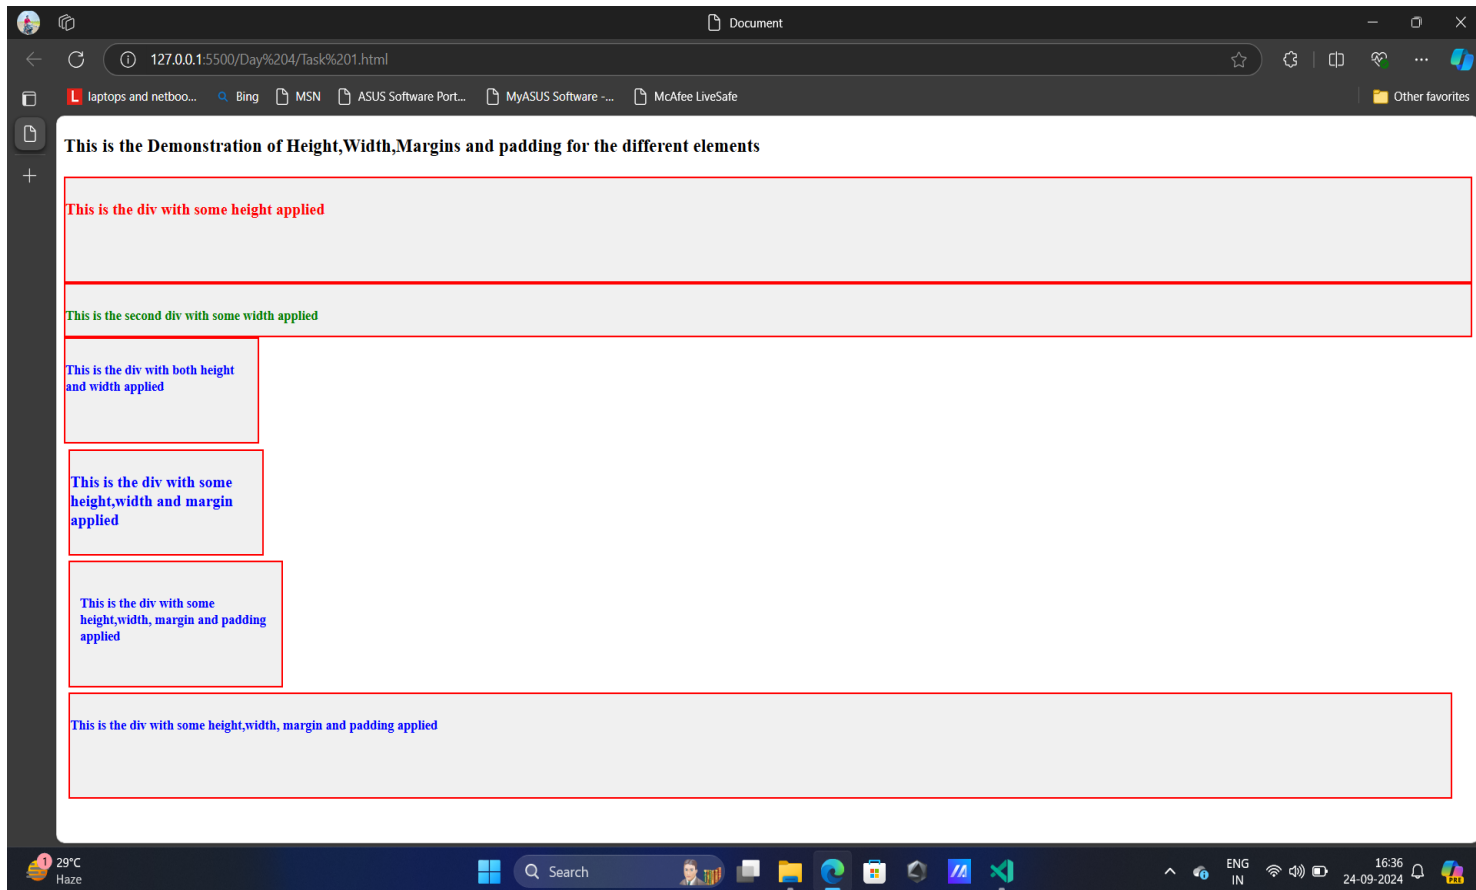 Document
127.0.0.1:5500/Day%204/Task%201.html
L laptops and netboo... Bing MSN ASUS Software Port... MyASUS Software -... McAfee LiveSafe Other favorites
This is the Demonstration of Height,Width,Margins and padding for the different elements
This is the div with some height applied
This is the second div with some width applied
This is the div with both height
and width applied
This is the div with some
height,width and margin
applied
This is the div with some
height,width, margin and padding
applied
This is the div with some height,width, margin and padding applied
1 29°C
Haze
Search
ENG
IN
16:36
24-09-2024
PRE